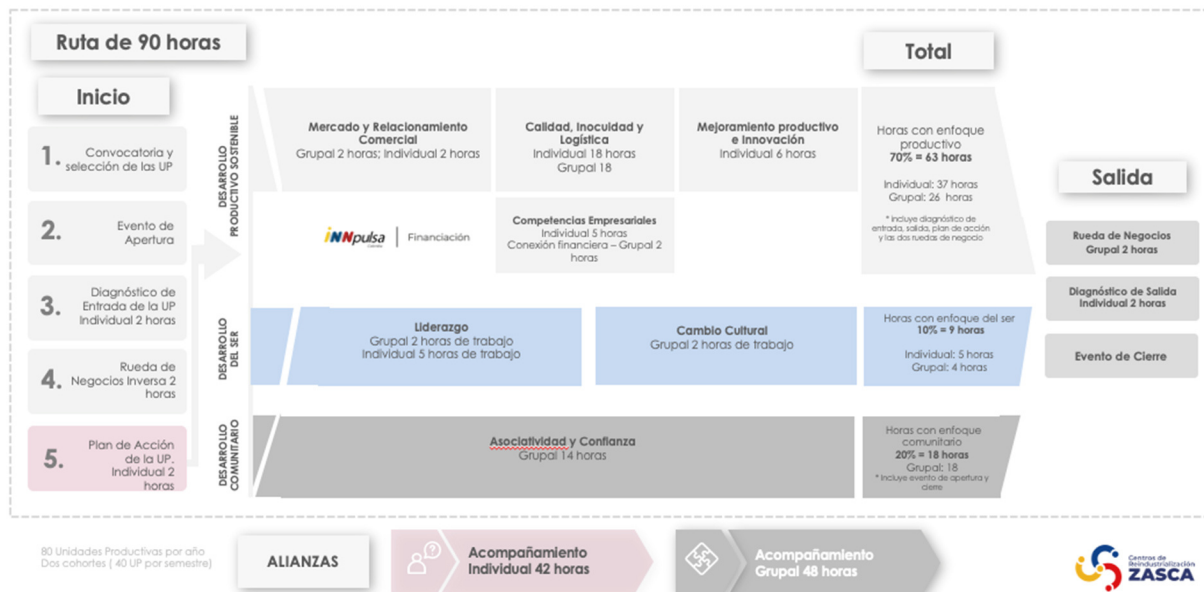 Ruta de 90 horas
Inicio
1. Convocatoria y
selección de las UP
2. Evento de
Apertura
3. Diagnóstico de
Entrada de la UP
Individual 2 horas
4. Rueda de
Negocios Inversa 2
horas
5. Plan de Acción
de la UP.
Individual 2
horas
DESARROLLO
PRODUCTIVO SOSTENIBLE
Mercado y Relacionamiento
Comercial
Grupal 2 horas; Individual 2 horas
Calidad, Inocuidad y
Logística
Individual 18 horas
Grupal 18
Mejoramiento productivo
e Innovación
Individual 6 horas
iNNpulsa
Colombia
Financiación
Competencias Empresariales
Individual 5 horas
Conexión financiera – Grupal 2
horas
Total
Horas con enfoque
productivo
70% = 63 horas
Individual: 37 horas
Grupal: 26 horas
* Incluye diagnóstico de
entrada, salida, plan de acción
y las dos ruedas de negocio
DESARROLLO
DEL SER
Liderazgo
Grupal 2 horas de trabajo
Individual 5 horas de trabajo
Cambio Cultural
Grupal 2 horas de trabajo
Horas con enfoque del ser
10% = 9 horas
Individual: 5 horas
Grupal: 4 horas
DESARROLLO
COMUNITARIO
Asociatividad y Confianza
Grupal 14 horas
Horas con enfoque
comunitario
20% = 18 horas
Grupal: 18
* Incluye evento de apertura y
cierre
Salida
Rueda de Negocios
Grupal 2 horas
Diagnóstico de Salida
Individual 2 horas
Evento de Cierre
80 Unidades Productivas por año
Dos cohortes ( 40 UP por semestre)
ALIANZAS
Acompañamiento
Individual 42 horas
Acompañamiento
Grupal 48 horas
Centros de
Reindustrialización
ZASCA